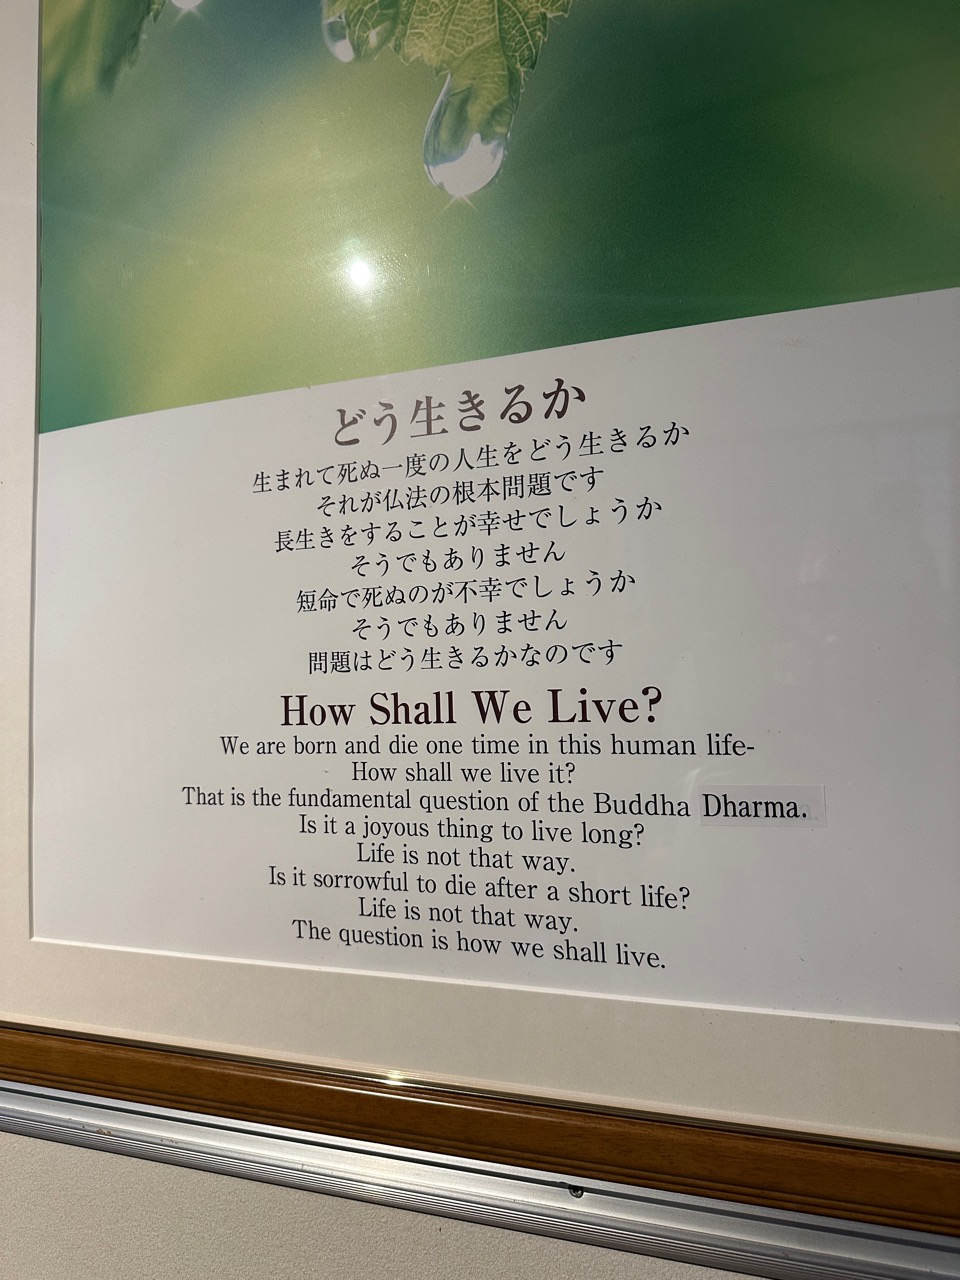 どう生きるか
生まれて死ぬ一度の人生をどう生きるか
それが仏法の根本問題です
長生きをすることが幸せでしょうか
そうでもありません
短命で死ぬのが不幸でしょうか
そうでもありません
問題はどう生きるかなのです
How Shall We Live?
We are born and die one time in this human life-
How shall we live it?
That is the fundamental question of the Buddha Dharma.
Is it a joyous thing to live long?
Life is not that way.
Is it sorrowful to die after a short life?
Life is not that way.
The question is how we shall live.